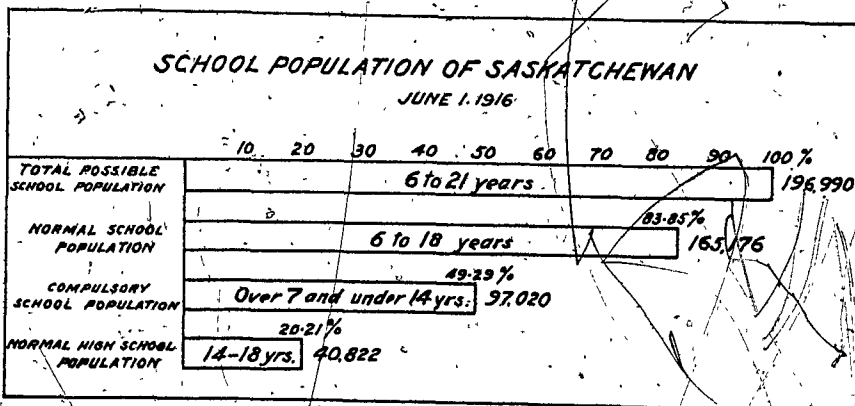 SCHOOL POPULATION OF SASKATCHEWAN
JUNE 1. 1916
10 20 30 40 50 60 70 80 90 100 %
TOTAL POSSIBLE
SCHOOL POPULATION
6 to 21 years
196,990
83.85%
NORMAL SCHOOL
POPULATION
6 to 18 years
165,176
49.29 %
COMPULSORY
SCHOOL POPULATION
Over 7 and under 14 yrs.
97.020
20.21 %
NORMAL HIGH SCHOOL
POPULATION
14-18 yrs.
40,822